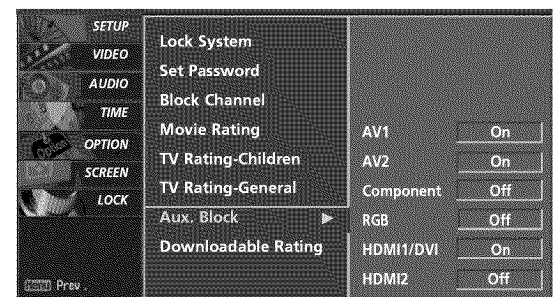 SETUP
VIDEO
AUDIO
TIME
OPTION
SCREEN
LOCK
Menu Prev.
Lock System
Set Password
Block Channel
Movie Rating
TV Rating-Children
TV Rating-General
Aux. Block ▶
Downloadable Rating
AV1 On
AV2 On
Component Off
RGB Off
HDMI1/DVI On
HDMI2 Off